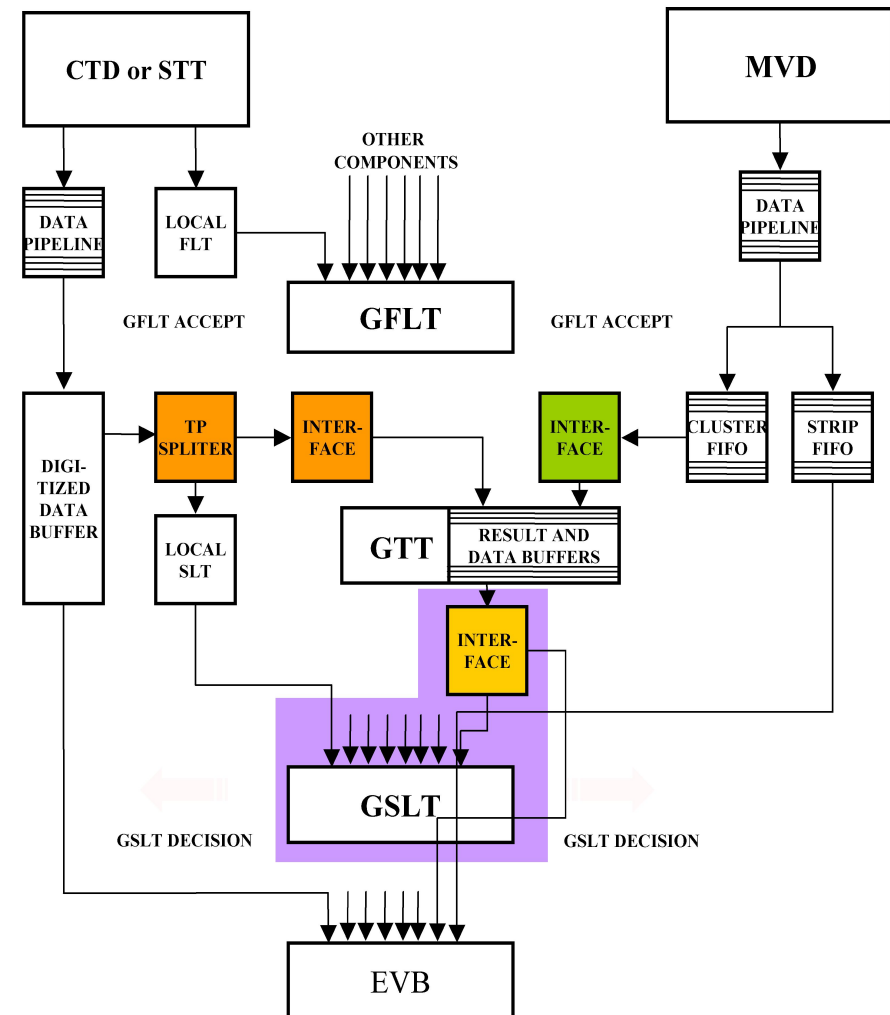 CTD or STT
MVD
OTHER
COMPONENTS
DATA
PIPELINE
LOCAL
FLT
DATA
PIPELINE
GFLT ACCEPT
GFLT
GFLT ACCEPT
DIGI-
TIZED
DATA
BUFFER
TP
SPLITER
INTER-
FACE
INTER-
FACE
CLUSTER
FIFO
STRIP
FIFO
LOCAL
SLT
GTT
RESULT AND
DATA BUFFERS
INTER-
FACE
GSLT
GSLT DECISION
GSLT DECISION
EVB